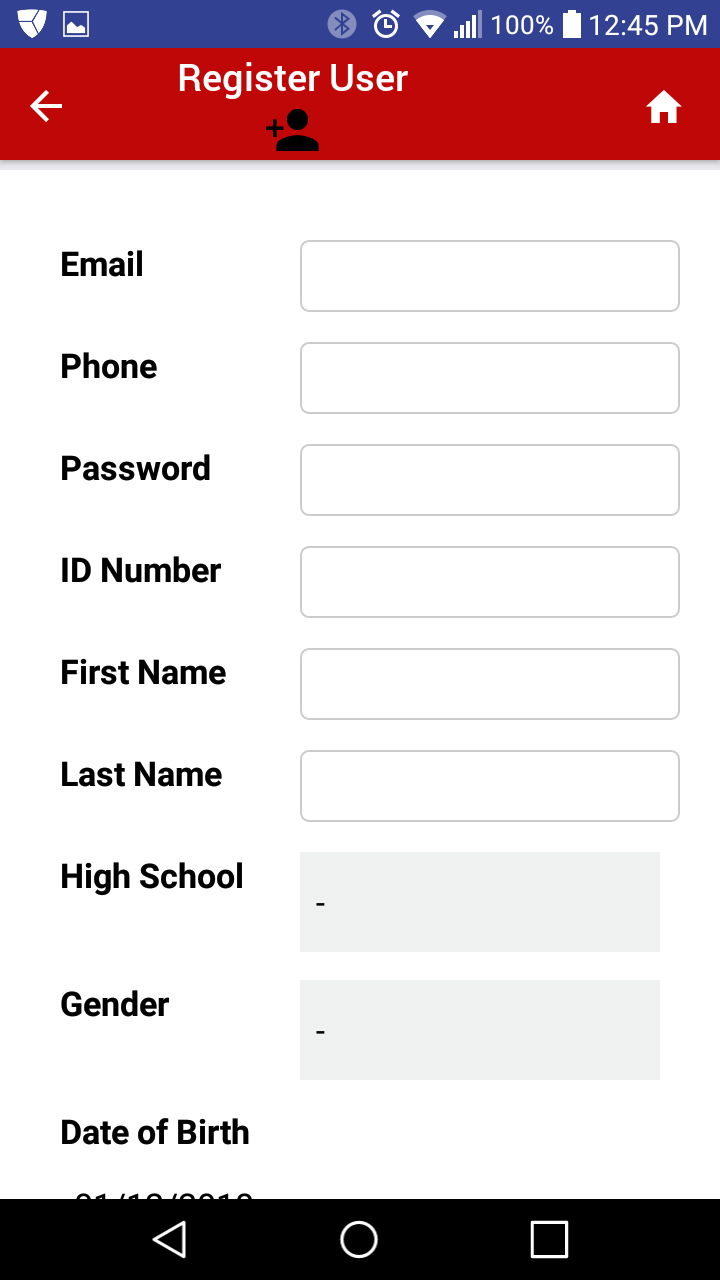 100% 12:45 PM
Register User
Email
Phone
Password
ID Number
First Name
Last Name
High School
-
Gender
-
Date of Birth